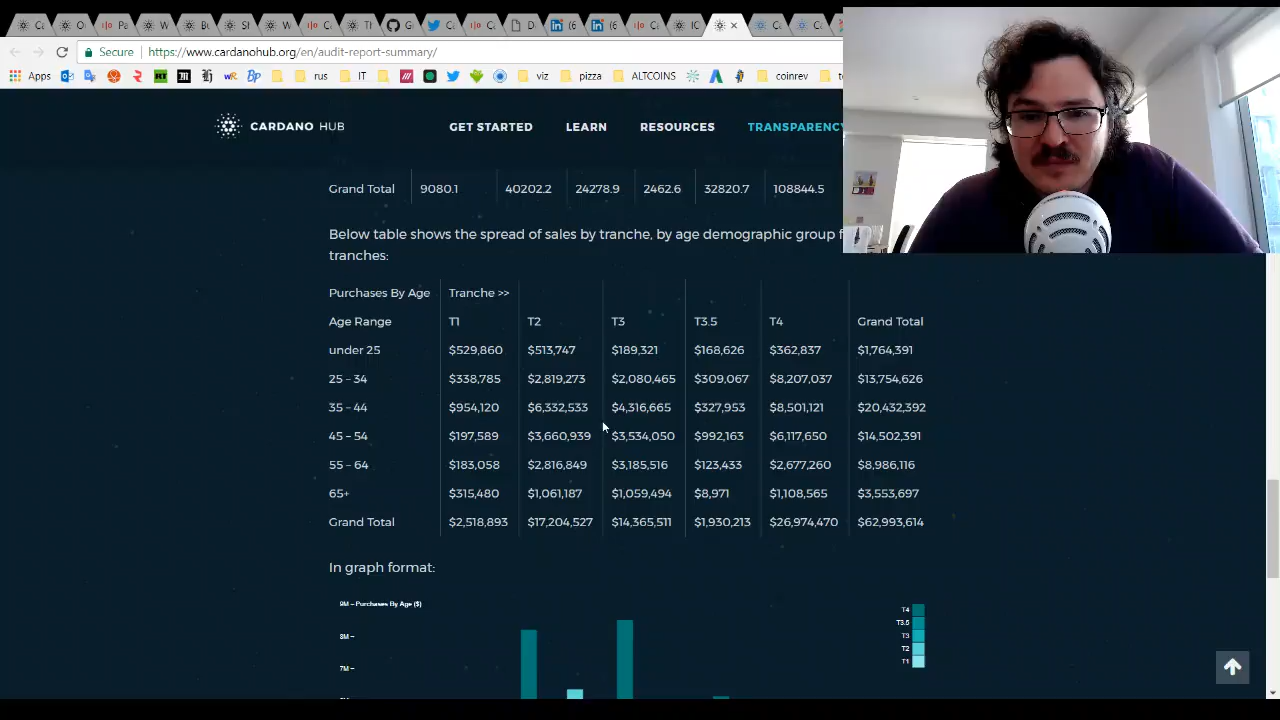 Secure https://www.cardanohub.org/en/audit-report-summary/
Apps rus IT viz pizza ALTCOINS coinrev
CARDANO HUB GET STARTED LEARN RESOURCES TRANSPARENCY
Grand Total 9080.1 40202.2 24278.9 2462.6 32820.7 108844.5
Below table shows the spread of sales by tranche, by age demographic group f
tranches:
Purchases By Age Tranche >>
Age Range T1 T2 T3 T3.5 T4 Grand Total
under 25 $529,860 $513,747 $189,321 $168,626 $362,837 $1,764,391
25 – 34 $338,785 $2,819,273 $2,080,465 $309,067 $8,207,037 $13,754,626
35 – 44 $954,120 $6,332,533 $4,316,665 $327,953 $8,501,121 $20,432,392
45 – 54 $197,589 $3,660,939 $3,534,050 $992,163 $6,117,650 $14,502,391
55 – 64 $183,058 $2,816,849 $3,185,516 $123,433 $2,677,260 $8,986,116
65+ $315,480 $1,061,187 $1,059,494 $8,971 $1,108,565 $3,553,697
Grand Total $2,518,893 $17,204,527 $14,365,511 $1,930,213 $26,974,470 $62,993,614
In graph format:
9M – Purchases By Age ($)
T4
T3.5
8M –
T3
T2
T1
7M –